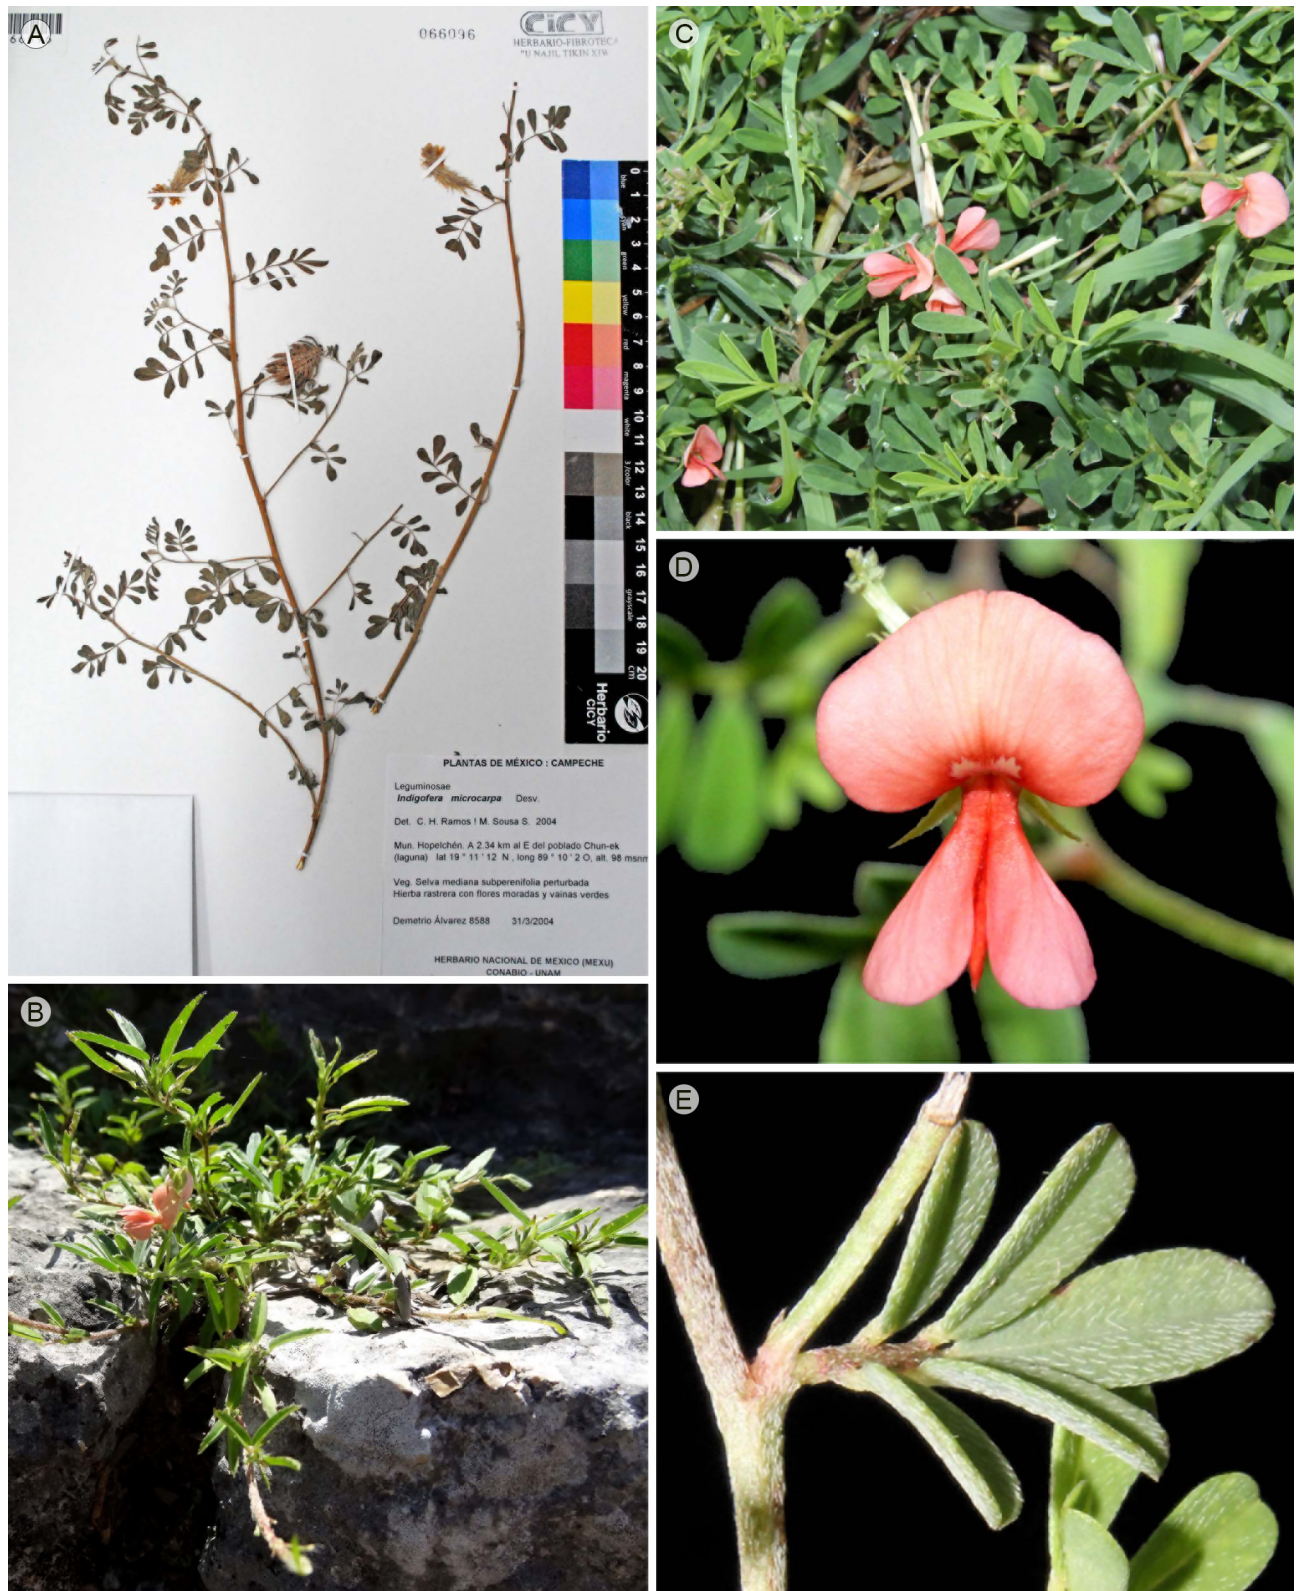 A
066096
CICY
HERBARIO-FIBROTECA
"U NAJIL TIKIN XIW
0
blue
1
2
cyan
3
green
4
5
yellow
6
7
red
8
magenta
9
10
white
11
12
3/color
13
14
black
15
16
17
grayscale
18
19
20
cm
Herbario
CICY
PLANTAS DE MÉXICO : CAMPECHE
Leguminosae
Indigofera microcarpa Desv.
Det. C. H. Ramos ! M. Sousa S. 2004
Mun. Hopelchén. A 2.34 km al E del poblado Chun-ek
(laguna) lat 19 ° 11 ' 12 N , long 89 ° 10 ' 2 O, alt. 98 msnm
Veg. Selva mediana subperenifolia perturbada
Hierba rastrera con flores moradas y vainas verdes
Demetrio Álvarez 8588 31/3/2004
HERBARIO NACIONAL DE MEXICO (MEXU)
CONABIO - UNAM
B
C
D
E